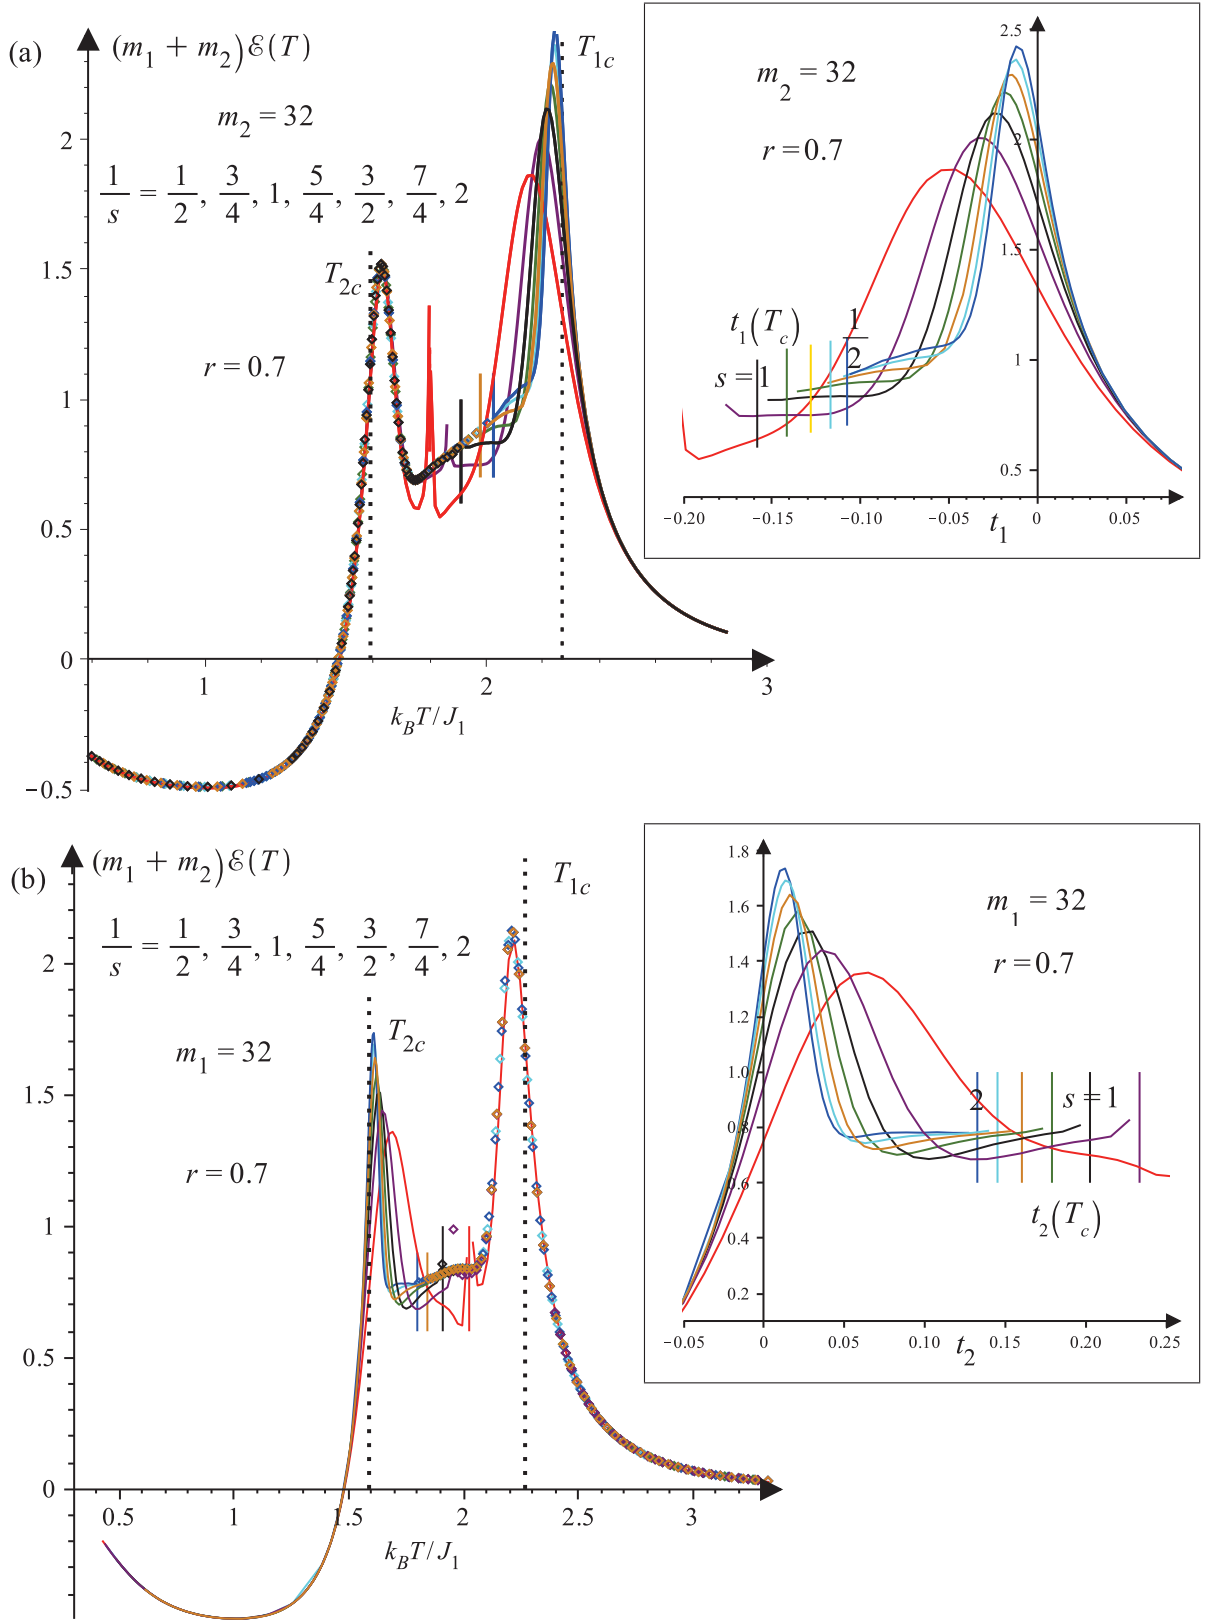 (a) (m₁ + m₂)ℰ(T)
T₁c
m₂ = 32
1/s = 1/2, 3/4, 1, 5/4, 3/2, 7/4, 2
T₂c
r = 0.7
2
1.5
1
0.5
0
−0.5
1 2 3
k_BT/J₁
m₂ = 32
r = 0.7
2.5
2
1.5
1
0.5
t₁(T_c) 1/2
s = 1
−0.20 −0.15 −0.10 −0.05 0 0.05
t₁
(b) (m₁ + m₂)ℰ(T)
T₁c
1/s = 1/2, 3/4, 1, 5/4, 3/2, 7/4, 2
T₂c
m₁ = 32
r = 0.7
2
1.5
1
0.5
0
0.5 1 1.5 2 2.5 3
k_BT/J₁
m₁ = 32
r = 0.7
1.8
1.6
1.4
1.2
1.0
0.8
0.6
0.4
0.2
2 s = 1
t₂(T_c)
−0.05 0 0.05 0.10 0.15 0.20 0.25
t₂